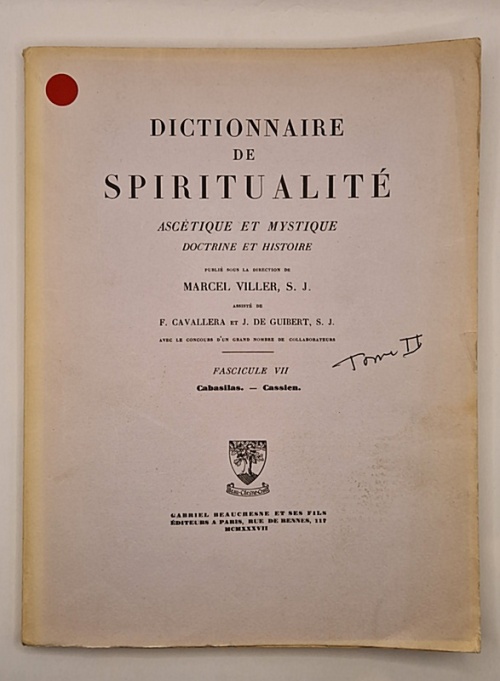 DICTIONNAIRE
DE
SPIRITUALITÉ
ASCÉTIQUE ET MYSTIQUE
DOCTRINE ET HISTOIRE
PUBLIÉ SOUS LA DIRECTION DE
MARCEL VILLER, S. J.
ASSISTÉ DE
F. CAVALLERA ET J. DE GUIBERT, S. J.
AVEC LE CONCOURS D'UN GRAND NOMBRE DE COLLABORATEURS
Tome II
FASCICULE VII
Cabasilas. — Cassien.
GABRIEL BEAUCHESNE ET SES FILS
ÉDITEURS A PARIS, RUE DE RENNES, 117
MCMXXXVII